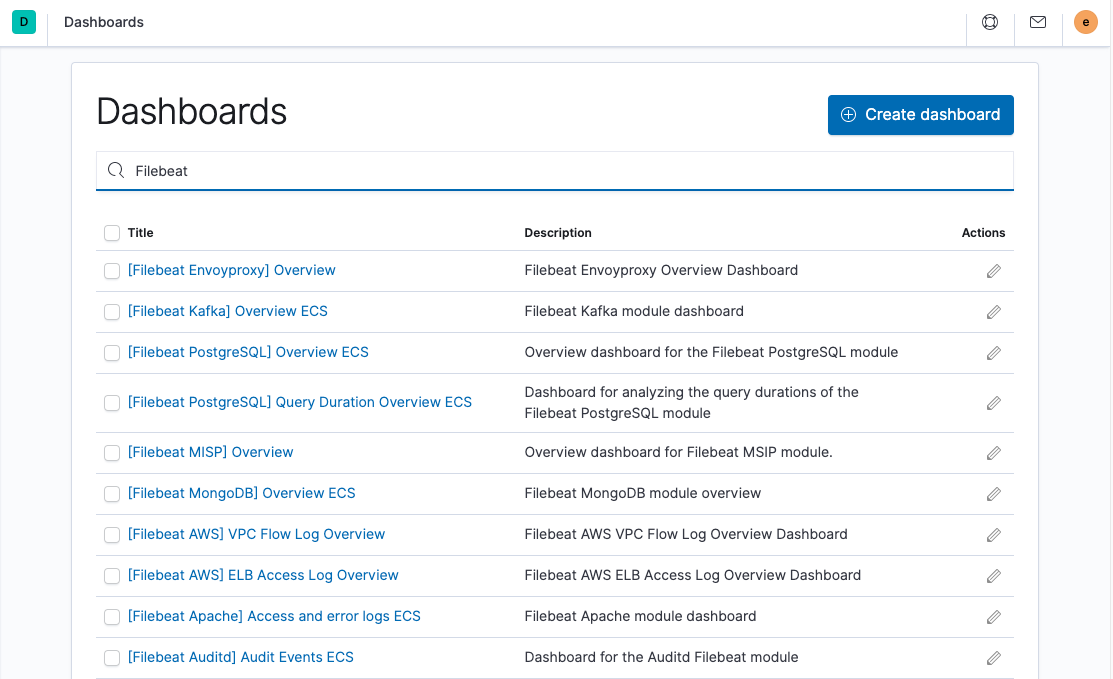 D
Dashboards
e
Dashboards
Create dashboard
Filebeat
Title Description Actions
[Filebeat Envoyproxy] Overview Filebeat Envoyproxy Overview Dashboard
[Filebeat Kafka] Overview ECS Filebeat Kafka module dashboard
[Filebeat PostgreSQL] Overview ECS Overview dashboard for the Filebeat PostgreSQL module
[Filebeat PostgreSQL] Query Duration Overview ECS Dashboard for analyzing the query durations of the
Filebeat PostgreSQL module
[Filebeat MISP] Overview Overview dashboard for Filebeat MSIP module.
[Filebeat MongoDB] Overview ECS Filebeat MongoDB module overview
[Filebeat AWS] VPC Flow Log Overview Filebeat AWS VPC Flow Log Overview Dashboard
[Filebeat AWS] ELB Access Log Overview Filebeat AWS ELB Access Log Overview Dashboard
[Filebeat Apache] Access and error logs ECS Filebeat Apache module dashboard
[Filebeat Auditd] Audit Events ECS Dashboard for the Auditd Filebeat module